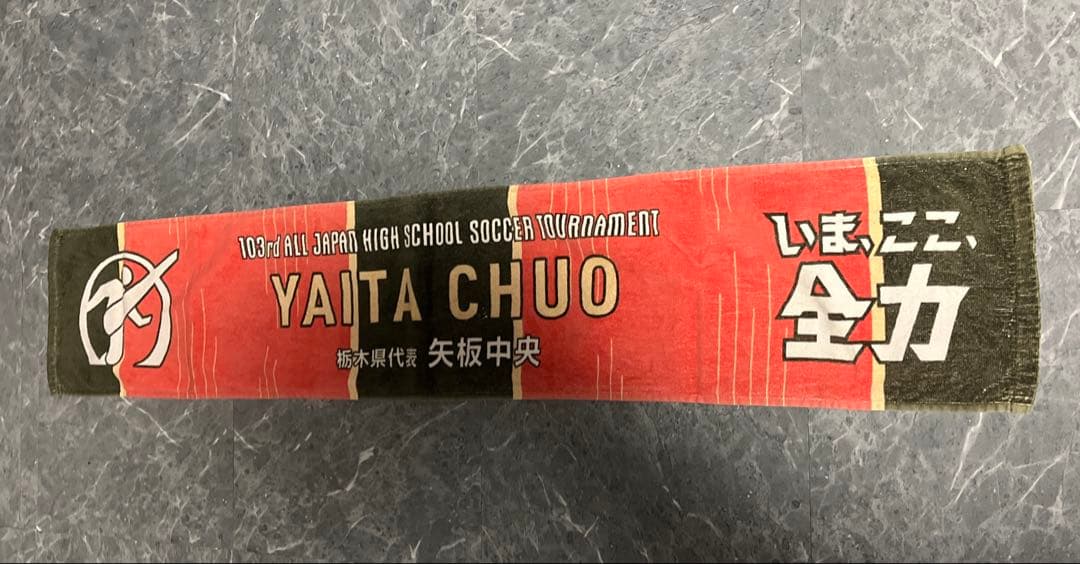 103rd ALL JAPAN HIGH SCHOOL SOCCER TOURNAMENT
YAITA CHUO
栃木県代表 矢板中央
いま、ここ、
全力